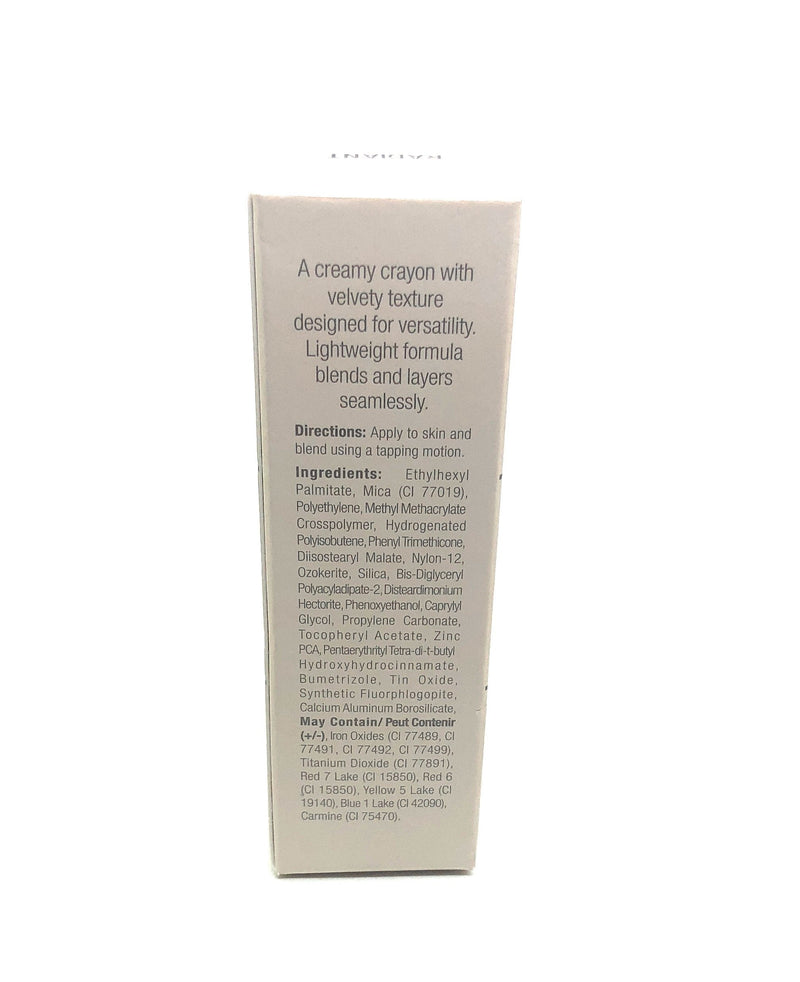 RADIANT
A creamy crayon with
velvety texture
designed for versatility.
Lightweight formula
blends and layers
seamlessly.
Directions: Apply to skin and
blend using a tapping motion.
Ingredients: Ethylhexyl
Palmitate, Mica (CI 77019),
Polyethylene, Methyl Methacrylate
Crosspolymer, Hydrogenated
Polyisobutene, Phenyl Trimethicone,
Diisostearyl Malate, Nylon-12,
Ozokerite, Silica, Bis-Diglyceryl
Polyacyladipate-2, Disteardimonium
Hectorite, Phenoxyethanol, Caprylyl
Glycol, Propylene Carbonate,
Tocopheryl Acetate, Zinc
PCA, Pentaerythrityl Tetra-di-t-butyl
Hydroxyhydrocinnamate,
Bumetrizole, Tin Oxide,
Synthetic Fluorphlogopite,
Calcium Aluminum Borosilicate,
May Contain/ Peut Contenir
(+/-), Iron Oxides (CI 77489, CI
77491, CI 77492, CI 77499),
Titanium Dioxide (CI 77891),
Red 7 Lake (CI 15850), Red 6
(CI 15850), Yellow 5 Lake (CI
19140), Blue 1 Lake (CI 42090),
Carmine (CI 75470).